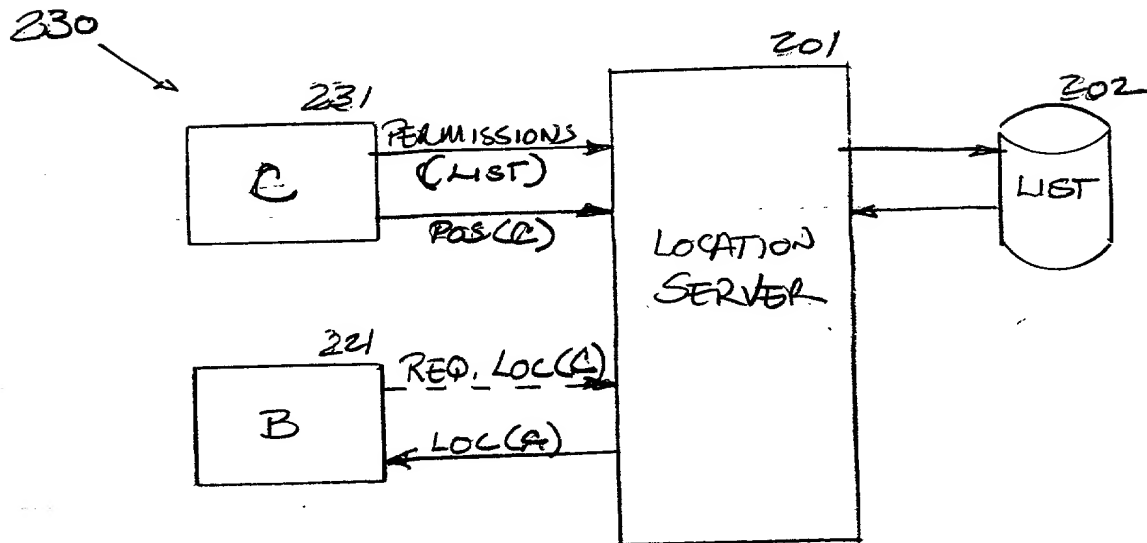 230
201
202
231
PERMISSIONS
(LIST)
C
POS(C)
LIST
LOCATION
SERVER
221
REQ. LOC(C)
B
LOC(A)